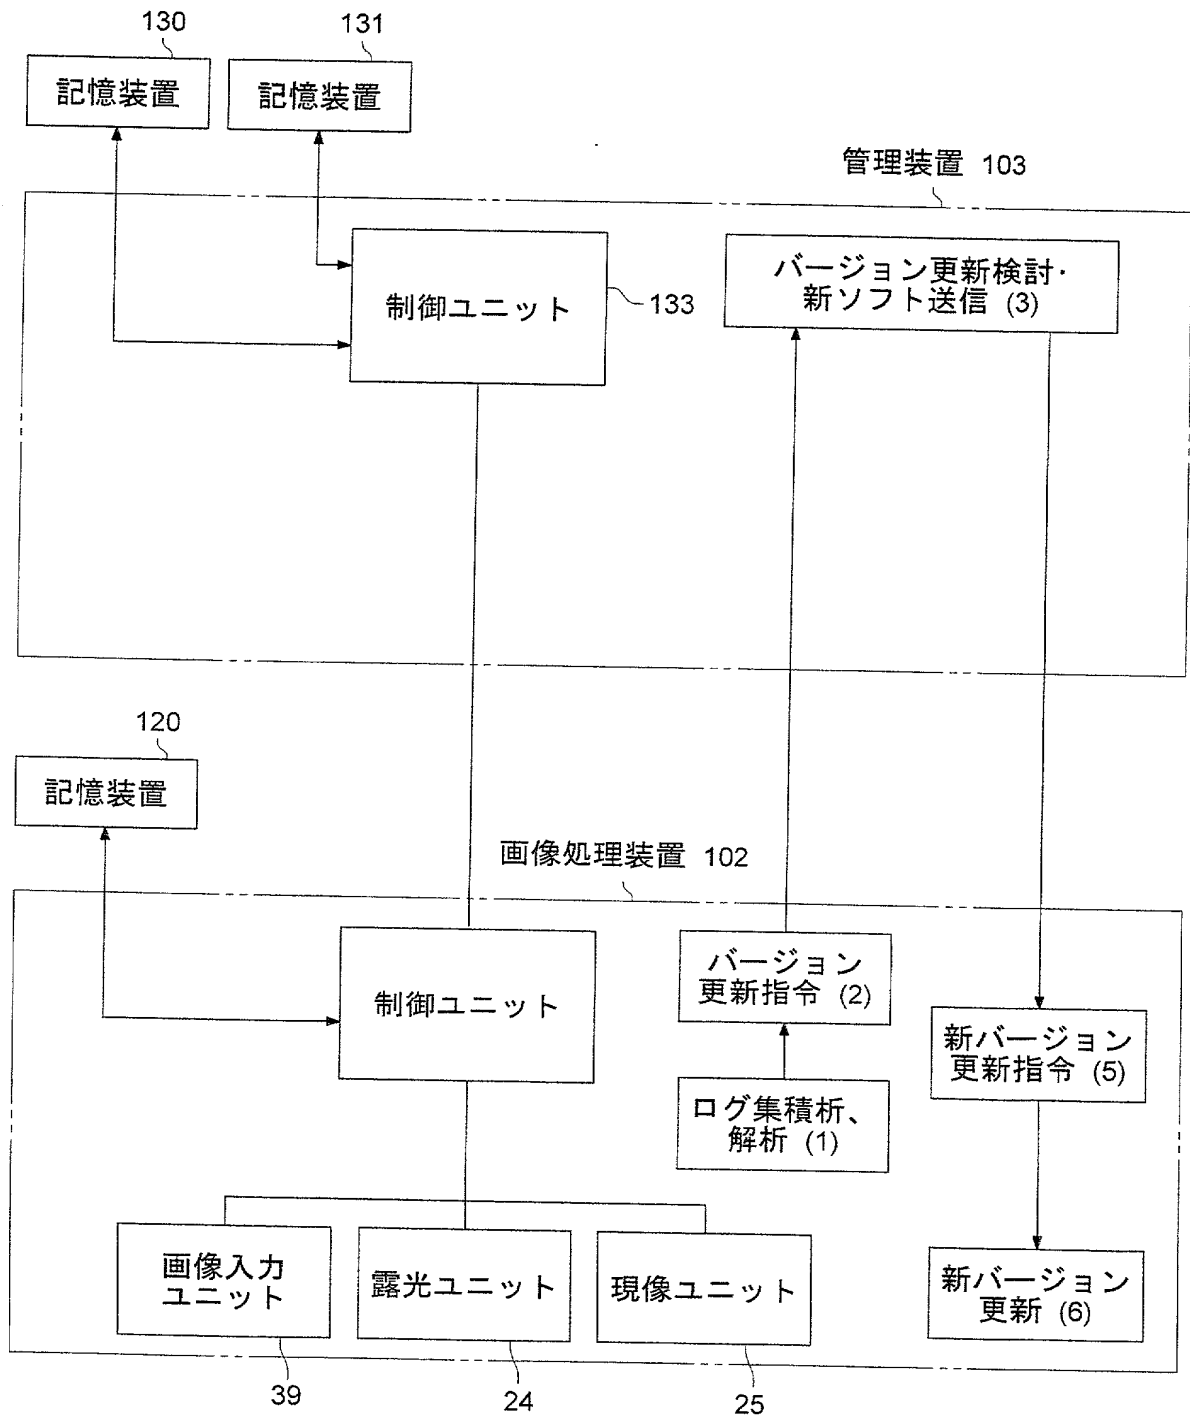 130
131
記憶装置
記憶装置
管理装置 103
制御ユニット
133
バージョン更新検討・
新ソフト送信 (3)
120
記憶装置
画像処理装置 102
制御ユニット
バージョン
更新指令 (2)
ログ集積析、
解析 (1)
新バージョン
更新指令 (5)
画像入力
ユニット
露光ユニット
現像ユニット
新バージョン
更新 (6)
39
24
25